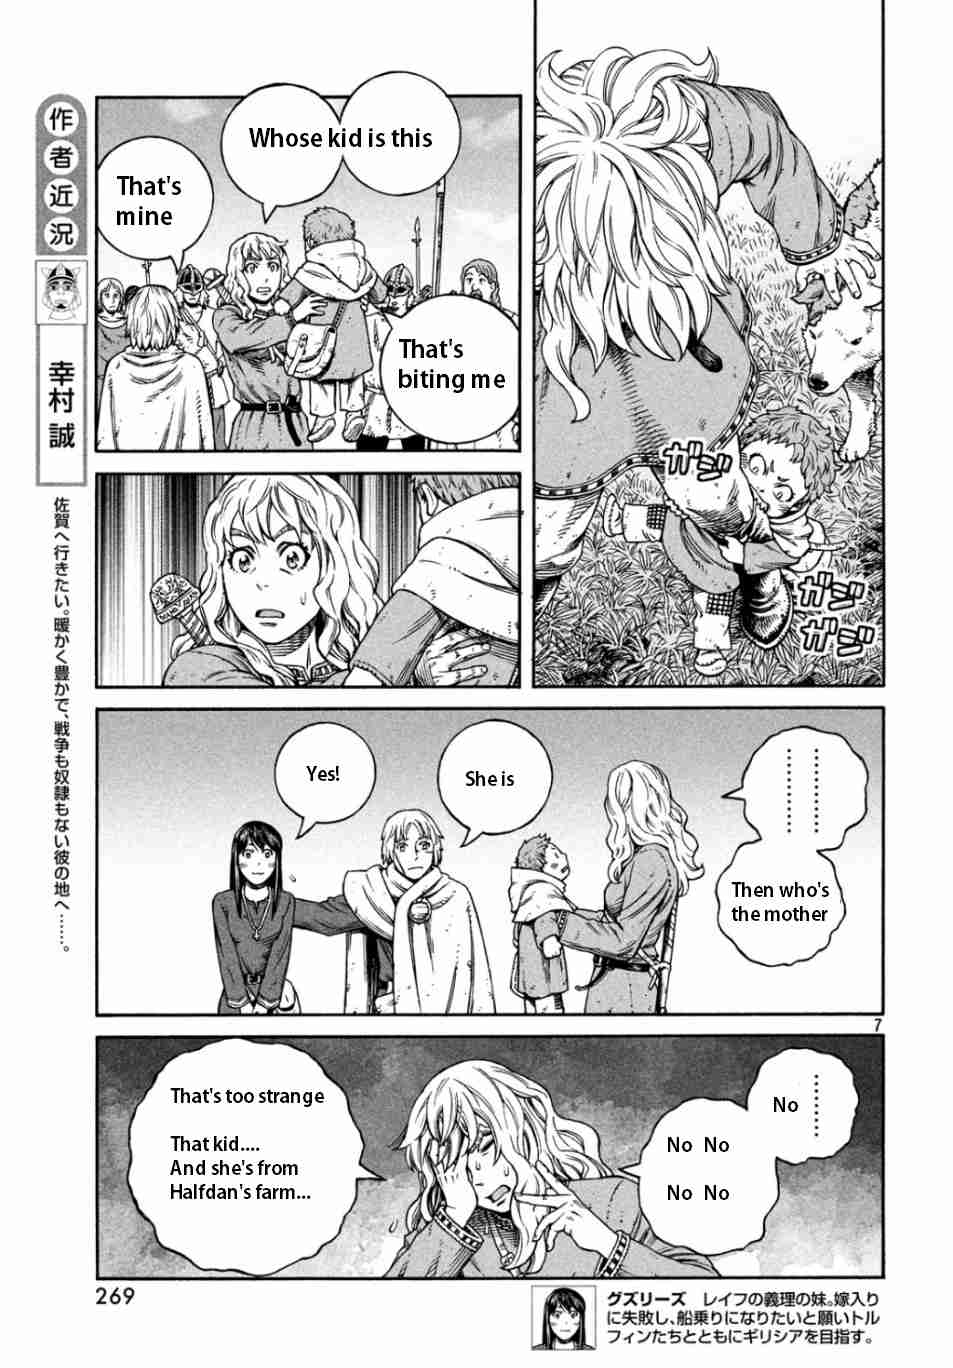 ガジ
ガジ
ガジ
Whose kid is this
That's
mine
That's
biting me
作者近況
幸村誠
佐賀へ行きたい。暖かく豊かで、戦争も奴隷もない彼の地へ……。
…………
Then who's
the mother
She is
Yes!
7
……
No
No No
No No
That's too strange
That kid....
And she's from
Halfdan's farm...
269
グズリーズ レイフの義理の妹。嫁入り
に失敗し、船乗りになりたいと願いトル
フィンたちとともにギリシアを目指す。